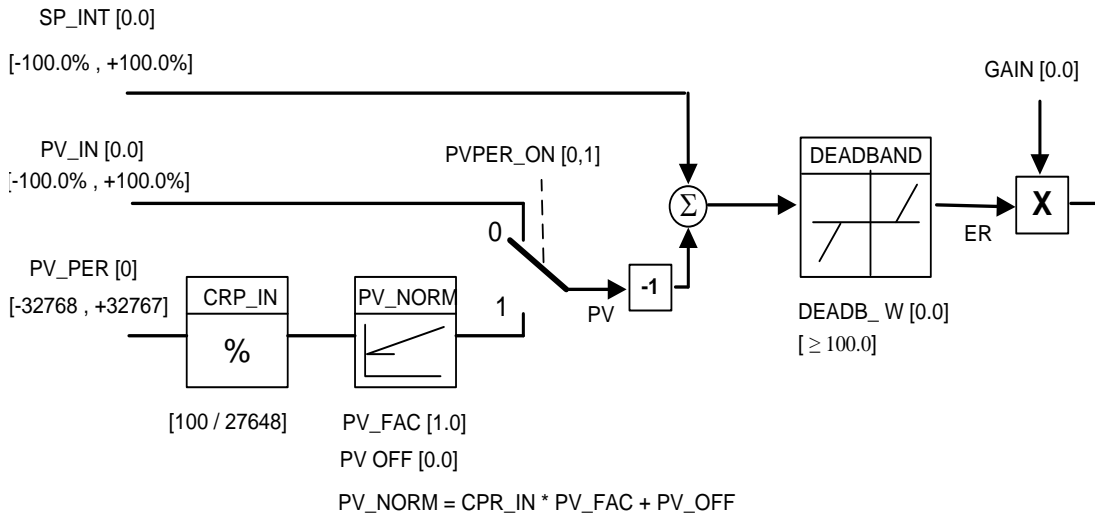 SP_INT [0.0]
[-100.0% , +100.0%]
GAIN [0.0]
PV_IN [0.0]
[-100.0% , +100.0%]
PVPER_ON [0,1]
DEADBAND
Σ
X
0
ER
PV_PER [0]
[-32768 , +32767]
CRP_IN
%
PV_NORM
1
PV
-1
DEADB_ W [0.0]
[ ≥ 100.0]
[100 / 27648]
PV_FAC [1.0]
PV OFF [0.0]
PV_NORM = CPR_IN * PV_FAC + PV_OFF